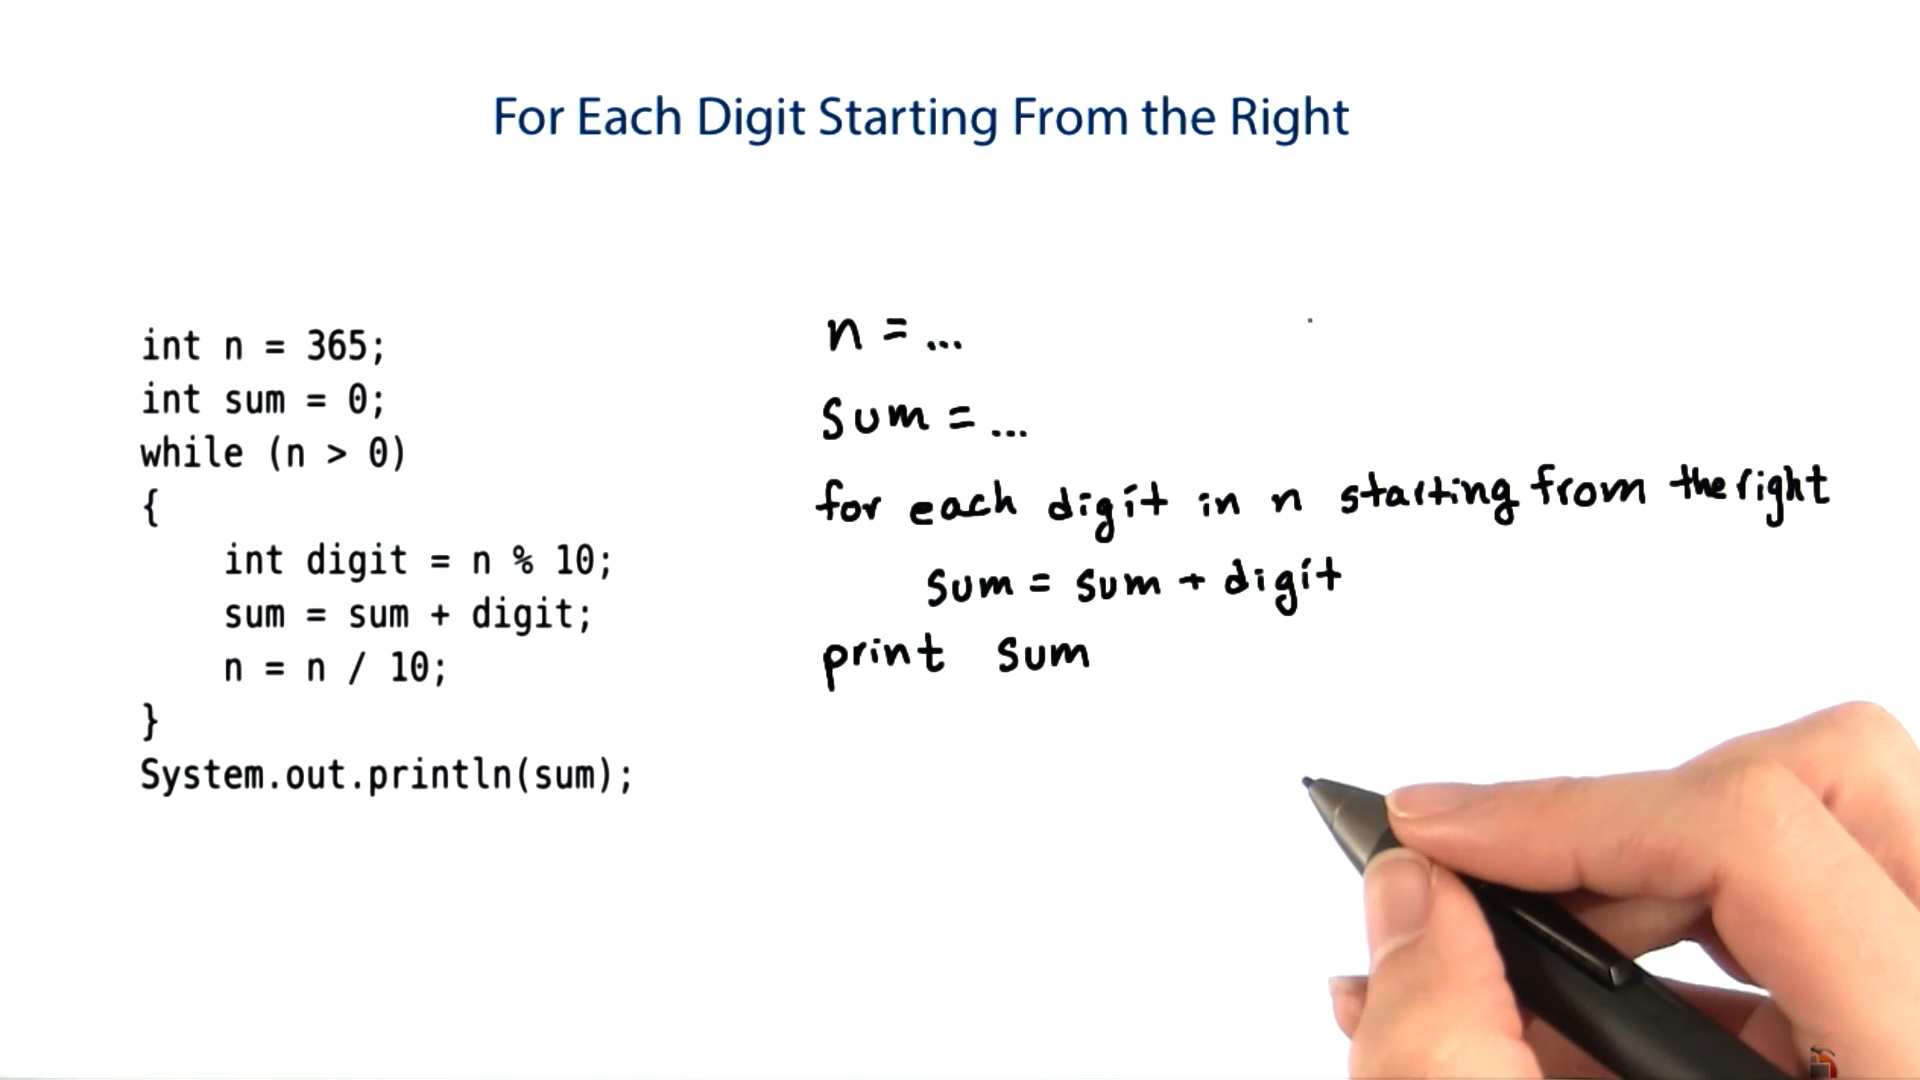 For Each Digit Starting From the Right
int n = 365;
int sum = 0;
while (n > 0)
{
int digit = n % 10;
sum = sum + digit;
n = n / 10;
}
System.out.println(sum);
n = ...
sum = ...
for each digit in n starting from the right
sum = sum + digit
print sum